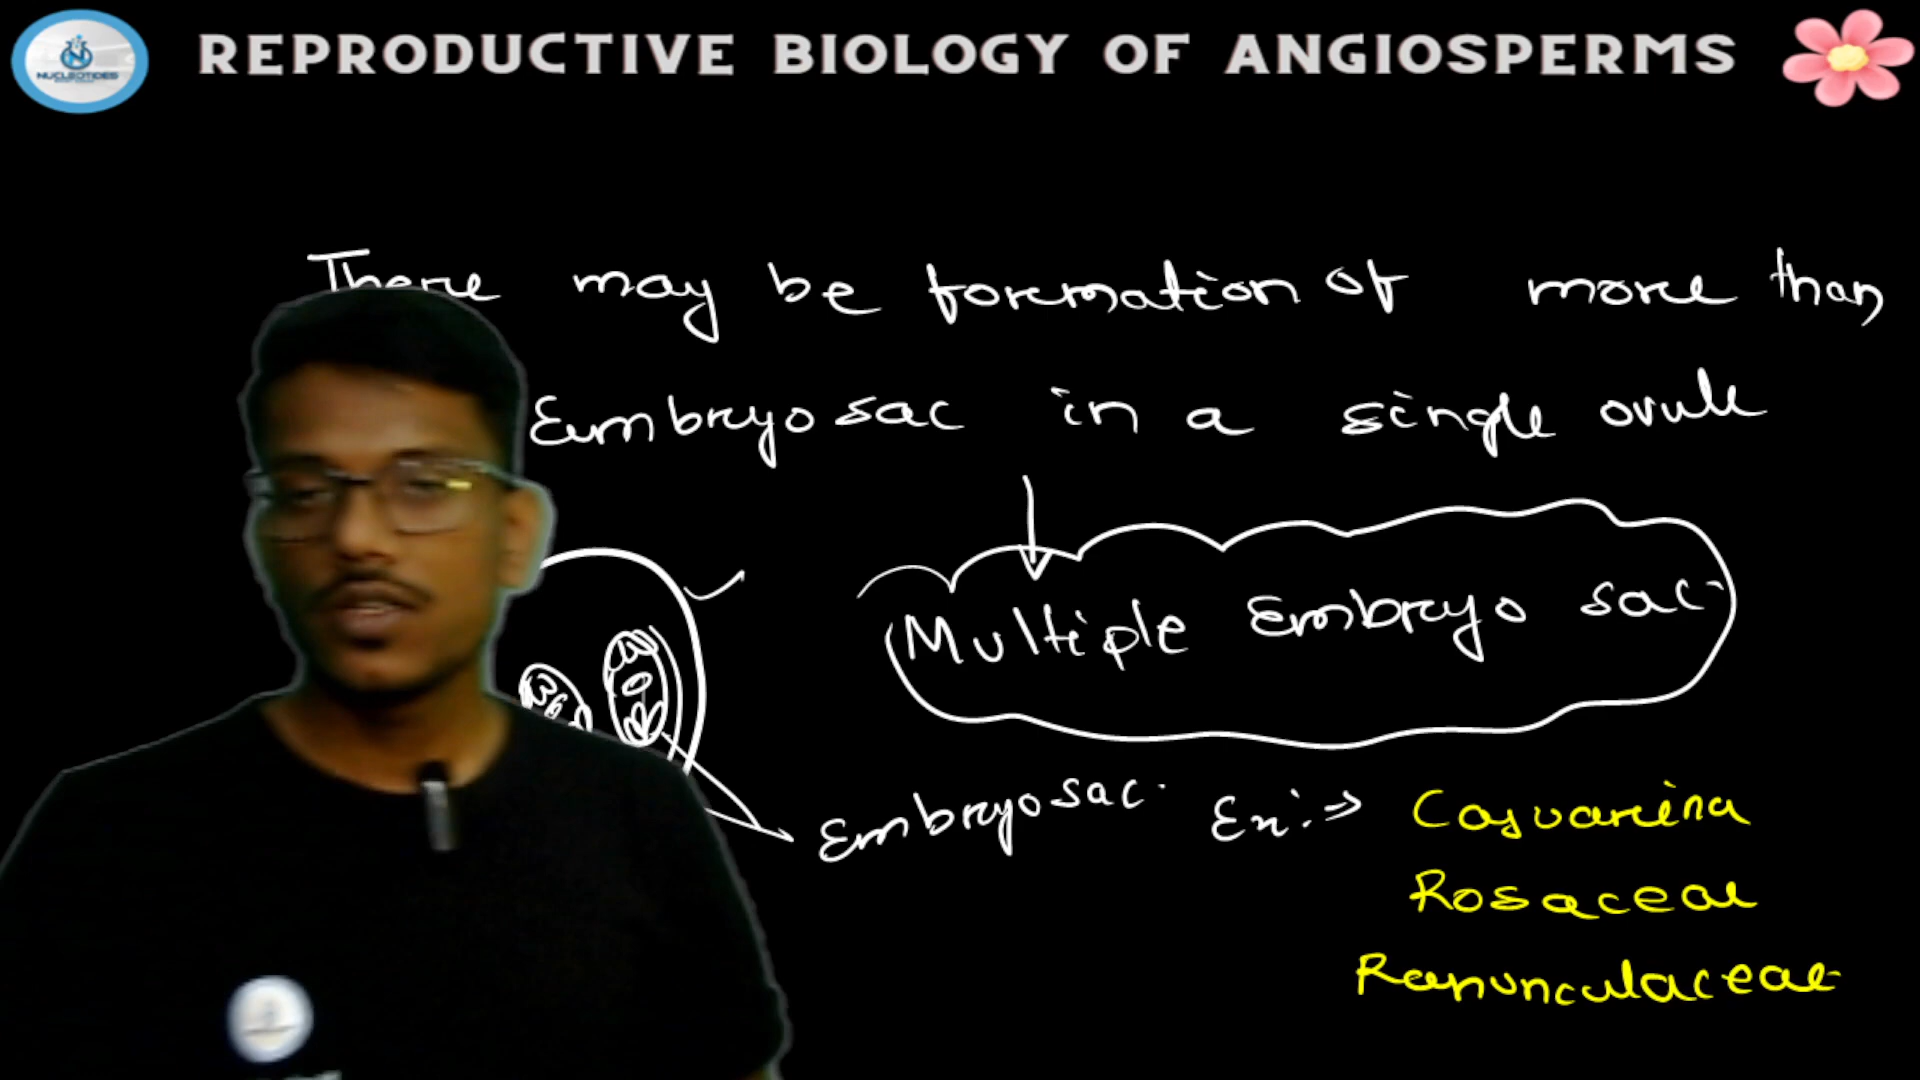 NUCLEOTIDES
REPRODUCTIVE BIOLOGY OF ANGIOSPERMS
There may be formation of more than
Embryo sac in a single ovule
Multiple Embryo sac.
Embryo sac. Ex:→ Casuarina
Rosaceae
Ranunculaceae